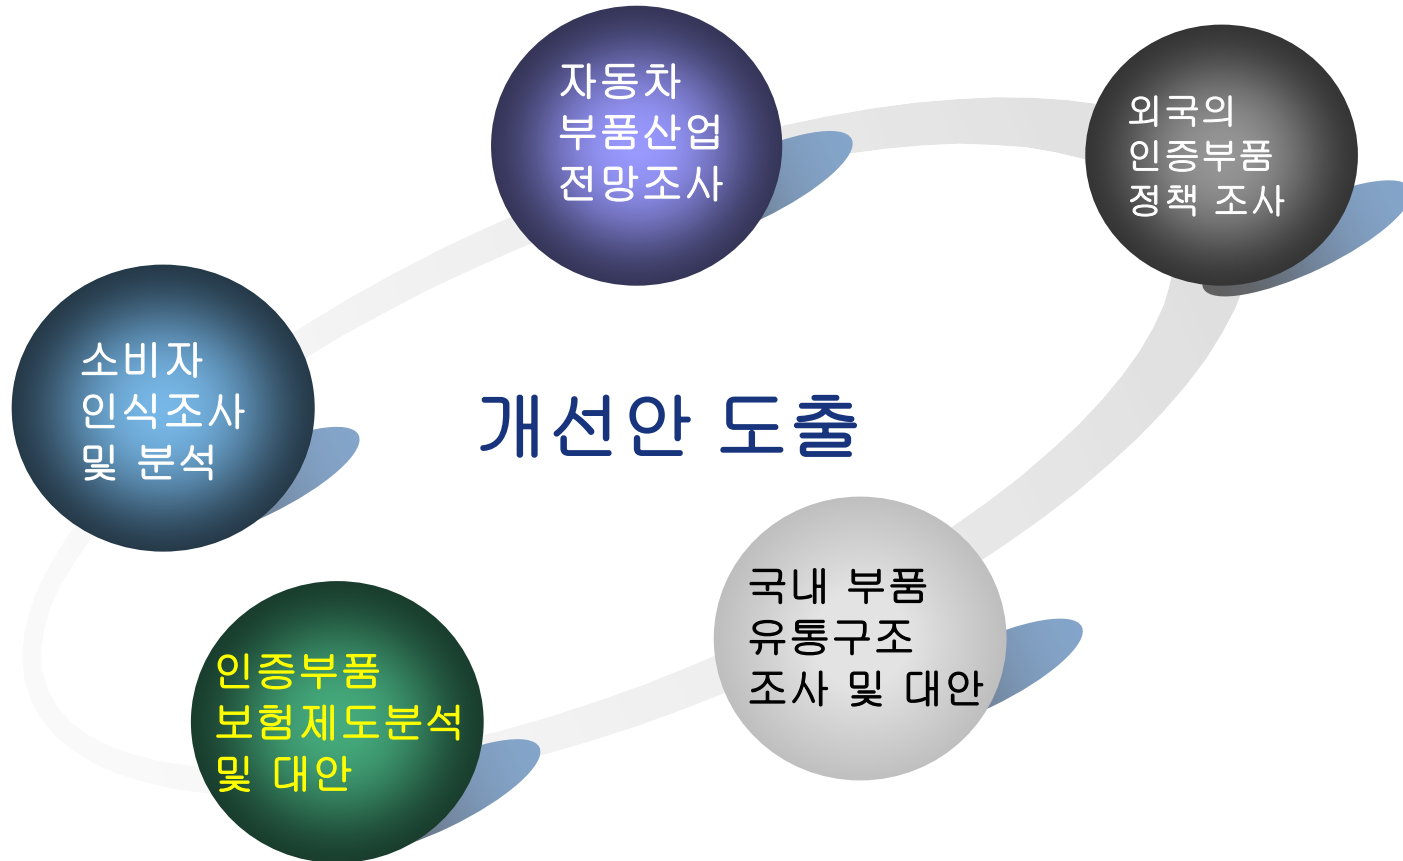 자동차
부품산업
전망조사
외국의
인증부품
정책 조사
소비자
인식조사
및 분석
개선안 도출
국내 부품
유통구조
조사 및 대안
인증부품
보험제도분석
및 대안